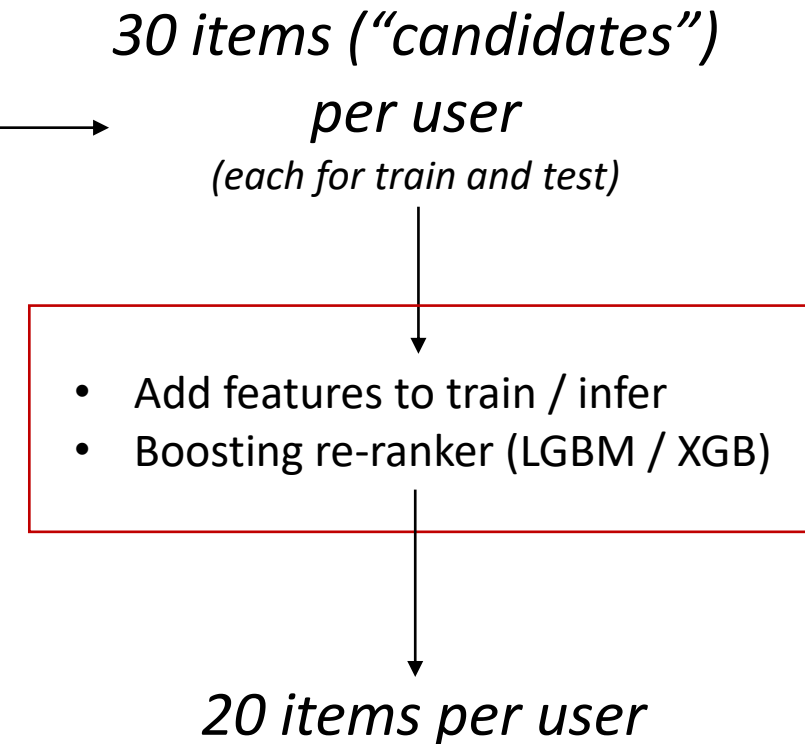 30 items (“candidates”)
per user
(each for train and test)
• Add features to train / infer
• Boosting re-ranker (LGBM / XGB)
20 items per user